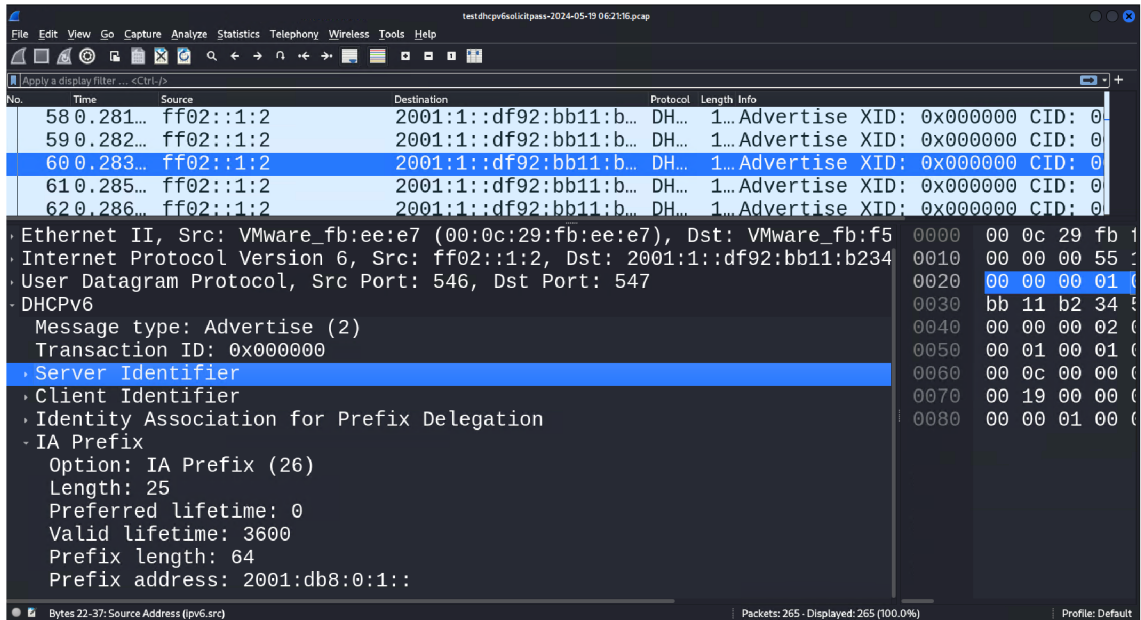 testdhcpv6solicitpass-2024-05-19 06:21:16.pcap
File Edit View Go Capture Analyze Statistics Telephony Wireless Tools Help
Apply a display filter ... <Ctrl-/>
No. Time Source Destination Protocol Length Info
58 0.281… ff02::1:2 2001:1::df92:bb11:b… DH… 1… Advertise XID: 0x000000 CID: 0
59 0.282… ff02::1:2 2001:1::df92:bb11:b… DH… 1… Advertise XID: 0x000000 CID: 0
60 0.283… ff02::1:2 2001:1::df92:bb11:b… DH… 1… Advertise XID: 0x000000 CID: 0
61 0.285… ff02::1:2 2001:1::df92:bb11:b… DH… 1… Advertise XID: 0x000000 CID: 0
62 0.286… ff02::1:2 2001:1::df92:bb11:b… DH… 1… Advertise XID: 0x000000 CID: 0
Ethernet II, Src: VMware_fb:ee:e7 (00:0c:29:fb:ee:e7), Dst: VMware_fb:f5
Internet Protocol Version 6, Src: ff02::1:2, Dst: 2001:1::df92:bb11:b234
User Datagram Protocol, Src Port: 546, Dst Port: 547
DHCPv6
Message type: Advertise (2)
Transaction ID: 0x000000
Server Identifier
Client Identifier
Identity Association for Prefix Delegation
IA Prefix
Option: IA Prefix (26)
Length: 25
Preferred lifetime: 0
Valid lifetime: 3600
Prefix length: 64
Prefix address: 2001:db8:0:1::
0000 00 0c 29 fb
0010 00 00 00 55
0020 00 00 00 01
0030 bb 11 b2 34
0040 00 00 00 02
0050 00 01 00 01
0060 00 0c 00 00
0070 00 19 00 00
0080 00 00 01 00
Bytes 22-37: Source Address (ipv6.src) Packets: 265 · Displayed: 265 (100.0%) Profile: Default